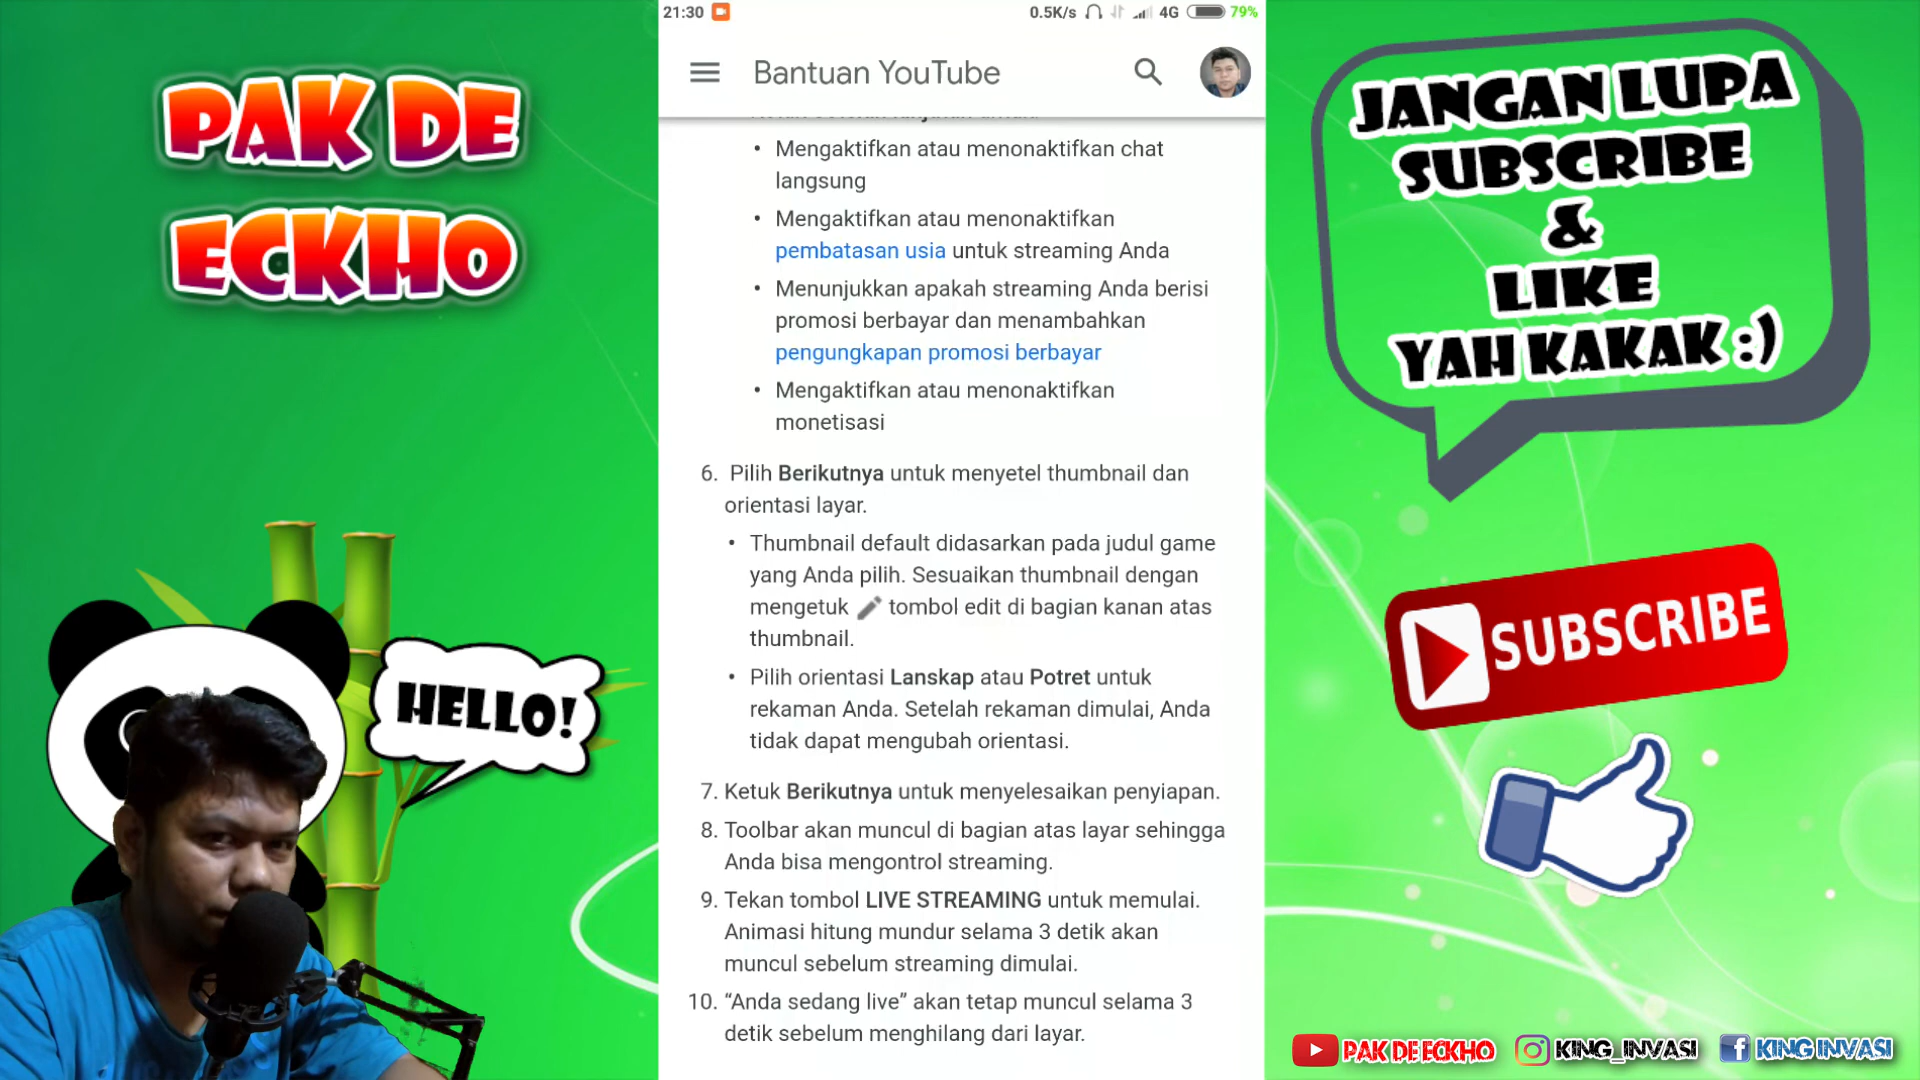 PAK DE
ECKHO
HELLO!
21:30
0.5K/s
4G
79%
Bantuan YouTube
• Mengaktifkan atau menonaktifkan chat
langsung
• Mengaktifkan atau menonaktifkan
pembatasan usia untuk streaming Anda
• Menunjukkan apakah streaming Anda berisi
promosi berbayar dan menambahkan
pengungkapan promosi berbayar
• Mengaktifkan atau menonaktifkan
monetisasi
6. Pilih Berikutnya untuk menyetel thumbnail dan
orientasi layar.
• Thumbnail default didasarkan pada judul game
yang Anda pilih. Sesuaikan thumbnail dengan
mengetuk tombol edit di bagian kanan atas
thumbnail.
• Pilih orientasi Lanskap atau Potret untuk
rekaman Anda. Setelah rekaman dimulai, Anda
tidak dapat mengubah orientasi.
7. Ketuk Berikutnya untuk menyelesaikan penyiapan.
8. Toolbar akan muncul di bagian atas layar sehingga
Anda bisa mengontrol streaming.
9. Tekan tombol LIVE STREAMING untuk memulai.
Animasi hitung mundur selama 3 detik akan
muncul sebelum streaming dimulai.
10. “Anda sedang live” akan tetap muncul selama 3
detik sebelum menghilang dari layar.
JANGAN LUPA
SUBSCRIBE
&
LIKE
YAH KAKAK :)
SUBSCRIBE
PAK DE ECKHO
KING_INVASI
KING INVASI